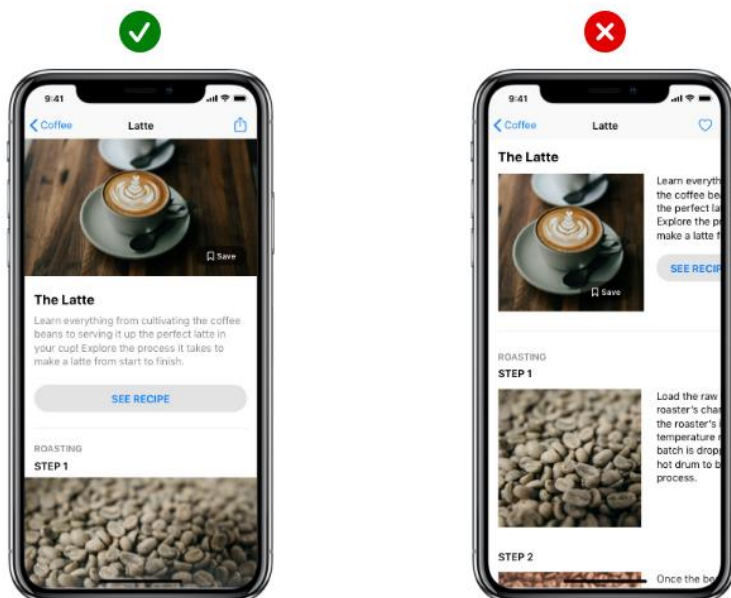 9:41
Coffee
Latte
Save
The Latte
Learn everything from cultivating the coffee
beans to serving it up the perfect latte in
your cup! Explore the process it takes to
make a latte from start to finish.
SEE RECIPE
ROASTING
STEP 1
9:41
Coffee
Latte
The Latte
Save
Learn everyth
the coffee be
the perfect la
Explore the p
make a latte f
SEE RECIP
ROASTING
STEP 1
Load the raw
roaster's cha
the roaster's i
temperature
batch is drop
hot drum to b
process.
STEP 2
Once the be